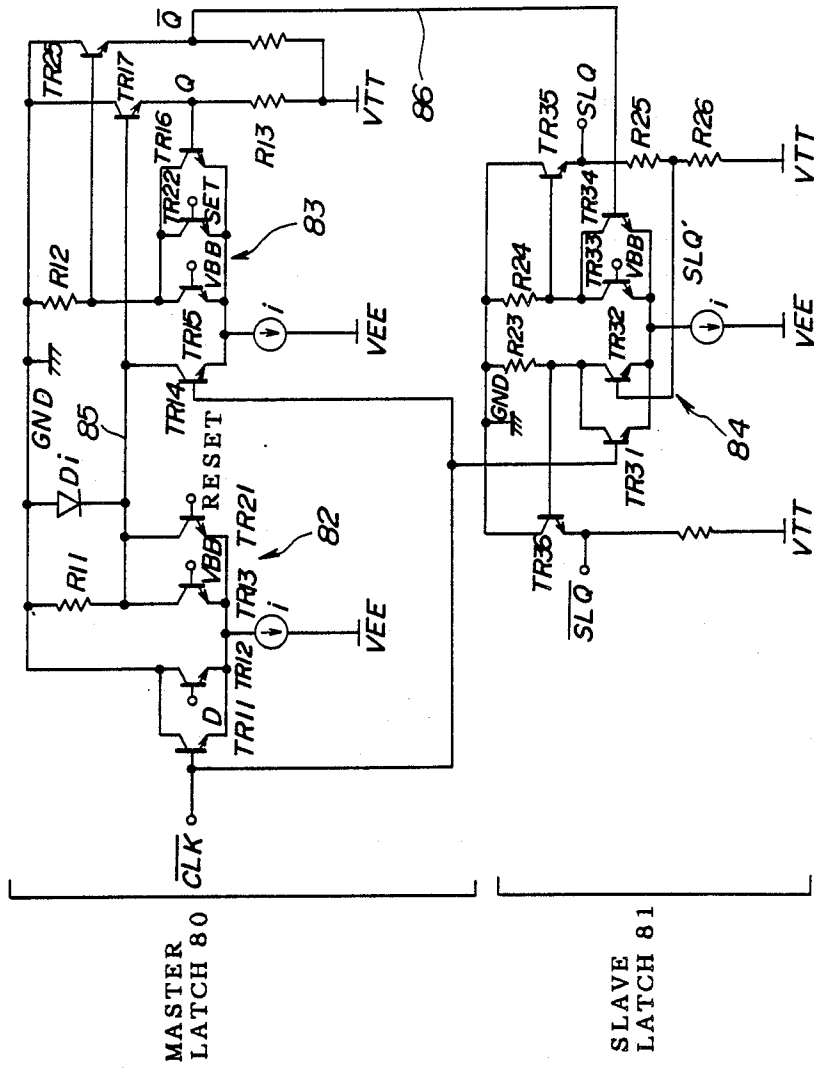 MASTER
LATCH 80
SLAVE
LATCH 81
CLK
D
TR11
TR12
TR13
VBB
TR21
RESET
R11
Di
85
GND
i
VEE
82
TR14
TR15
VBB
TR22
SET
TR16
R12
83
i
VEE
TR25
TR17
Q
Q
R13
VTT
86
SLQ
TR36
VTT
TR31
TR32
GND
R23
R24
84
i
VEE
TR33
VBB
TR34
TR35
SLQ
SLQ'
R25
R26
VTT